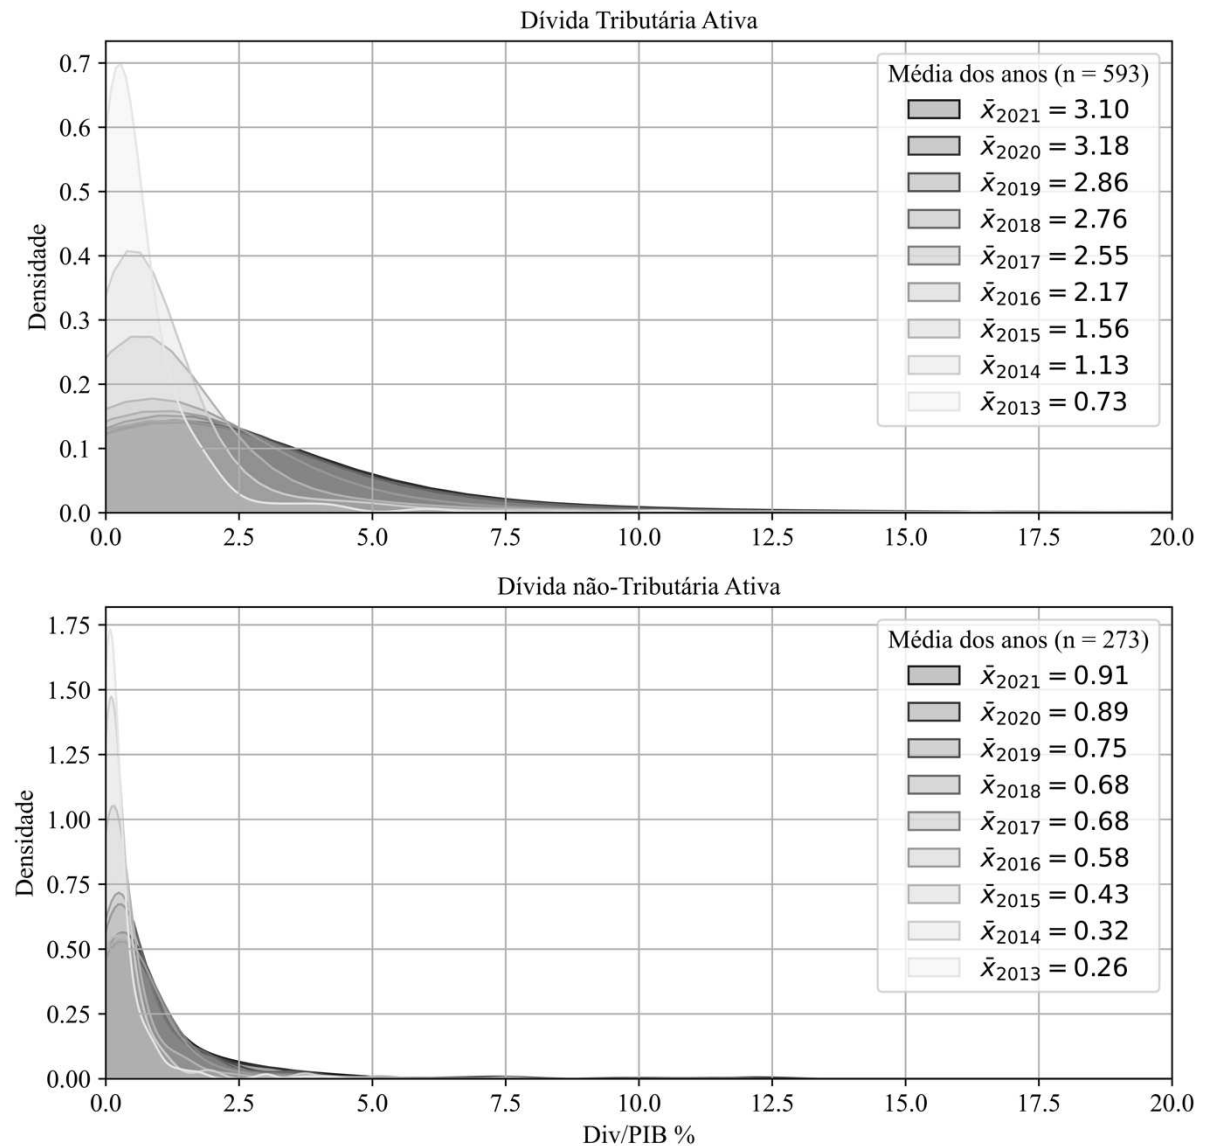 Dívida Tributária Ativa
Densidade
0.7
0.6
0.5
0.4
0.3
0.2
0.1
0.0
0.0 2.5 5.0 7.5 10.0 12.5 15.0 17.5 20.0
Média dos anos (n = 593)
x̄2021 = 3.10
x̄2020 = 3.18
x̄2019 = 2.86
x̄2018 = 2.76
x̄2017 = 2.55
x̄2016 = 2.17
x̄2015 = 1.56
x̄2014 = 1.13
x̄2013 = 0.73
Dívida não-Tributária Ativa
Densidade
1.75
1.50
1.25
1.00
0.75
0.50
0.25
0.00
0.0 2.5 5.0 7.5 10.0 12.5 15.0 17.5 20.0
Média dos anos (n = 273)
x̄2021 = 0.91
x̄2020 = 0.89
x̄2019 = 0.75
x̄2018 = 0.68
x̄2017 = 0.68
x̄2016 = 0.58
x̄2015 = 0.43
x̄2014 = 0.32
x̄2013 = 0.26
Div/PIB %